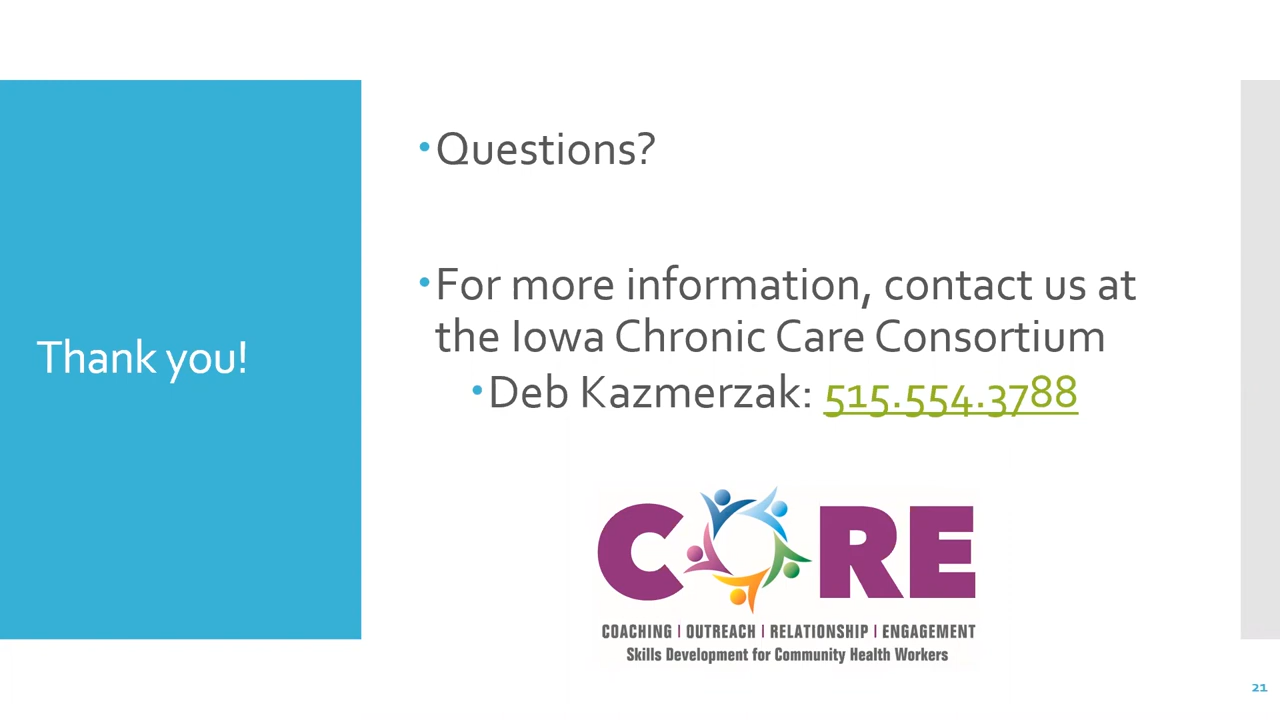 Thank you!
•Questions?
•For more information, contact us at
the Iowa Chronic Care Consortium
•Deb Kazmerzak: 515.554.3788
CORE
COACHING | OUTREACH | RELATIONSHIP | ENGAGEMENT
Skills Development for Community Health Workers
21